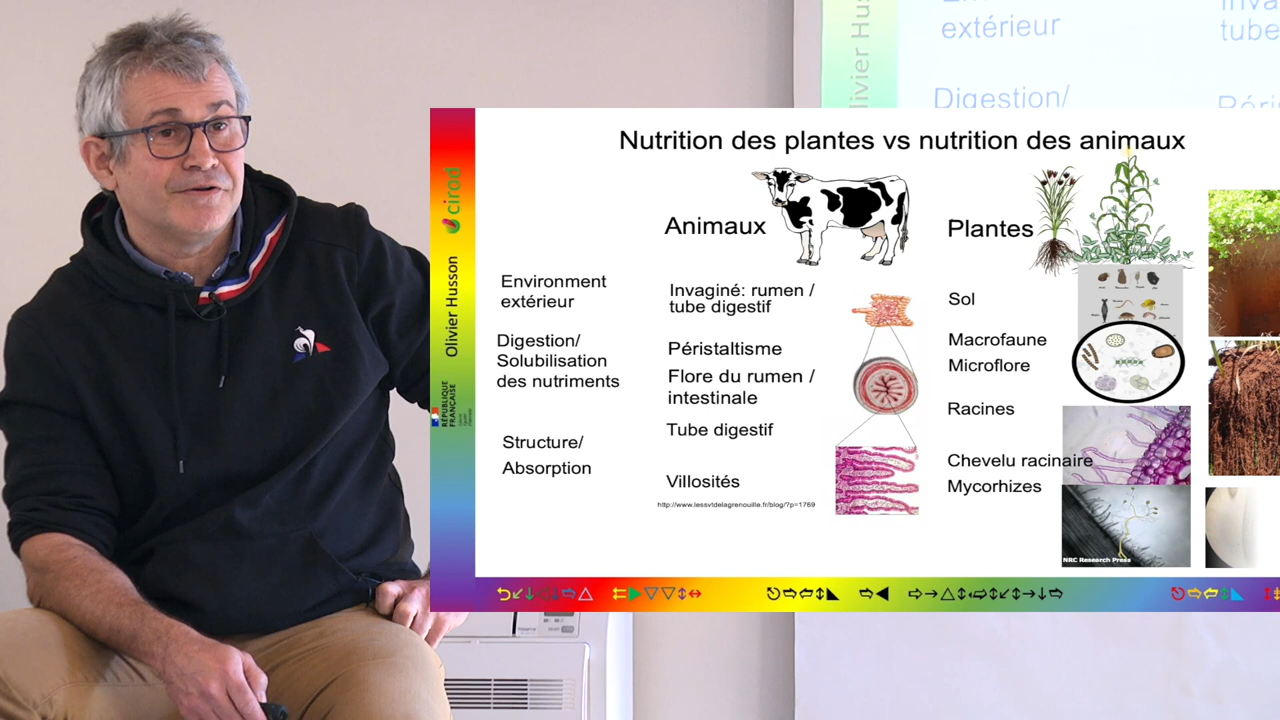 extérieur
tube
Digestion/
Nutrition des plantes vs nutrition des animaux
cirad
Olivier Husson
RÉPUBLIQUE
FRANÇAISE
Animaux
Plantes
Environment
extérieur
Invaginé: rumen /
tube digestif
Sol
Digestion/
Solubilisation
des nutriments
Péristaltisme
Flore du rumen /
intestinale
Macrofaune
Microflore
Tube digestif
Racines
Structure/
Absorption
Villosités
Chevelu racinaire
Mycorhizes
http://www.lessvtdelagrenouille.fr/blog/?p=1769
NRC Research Press